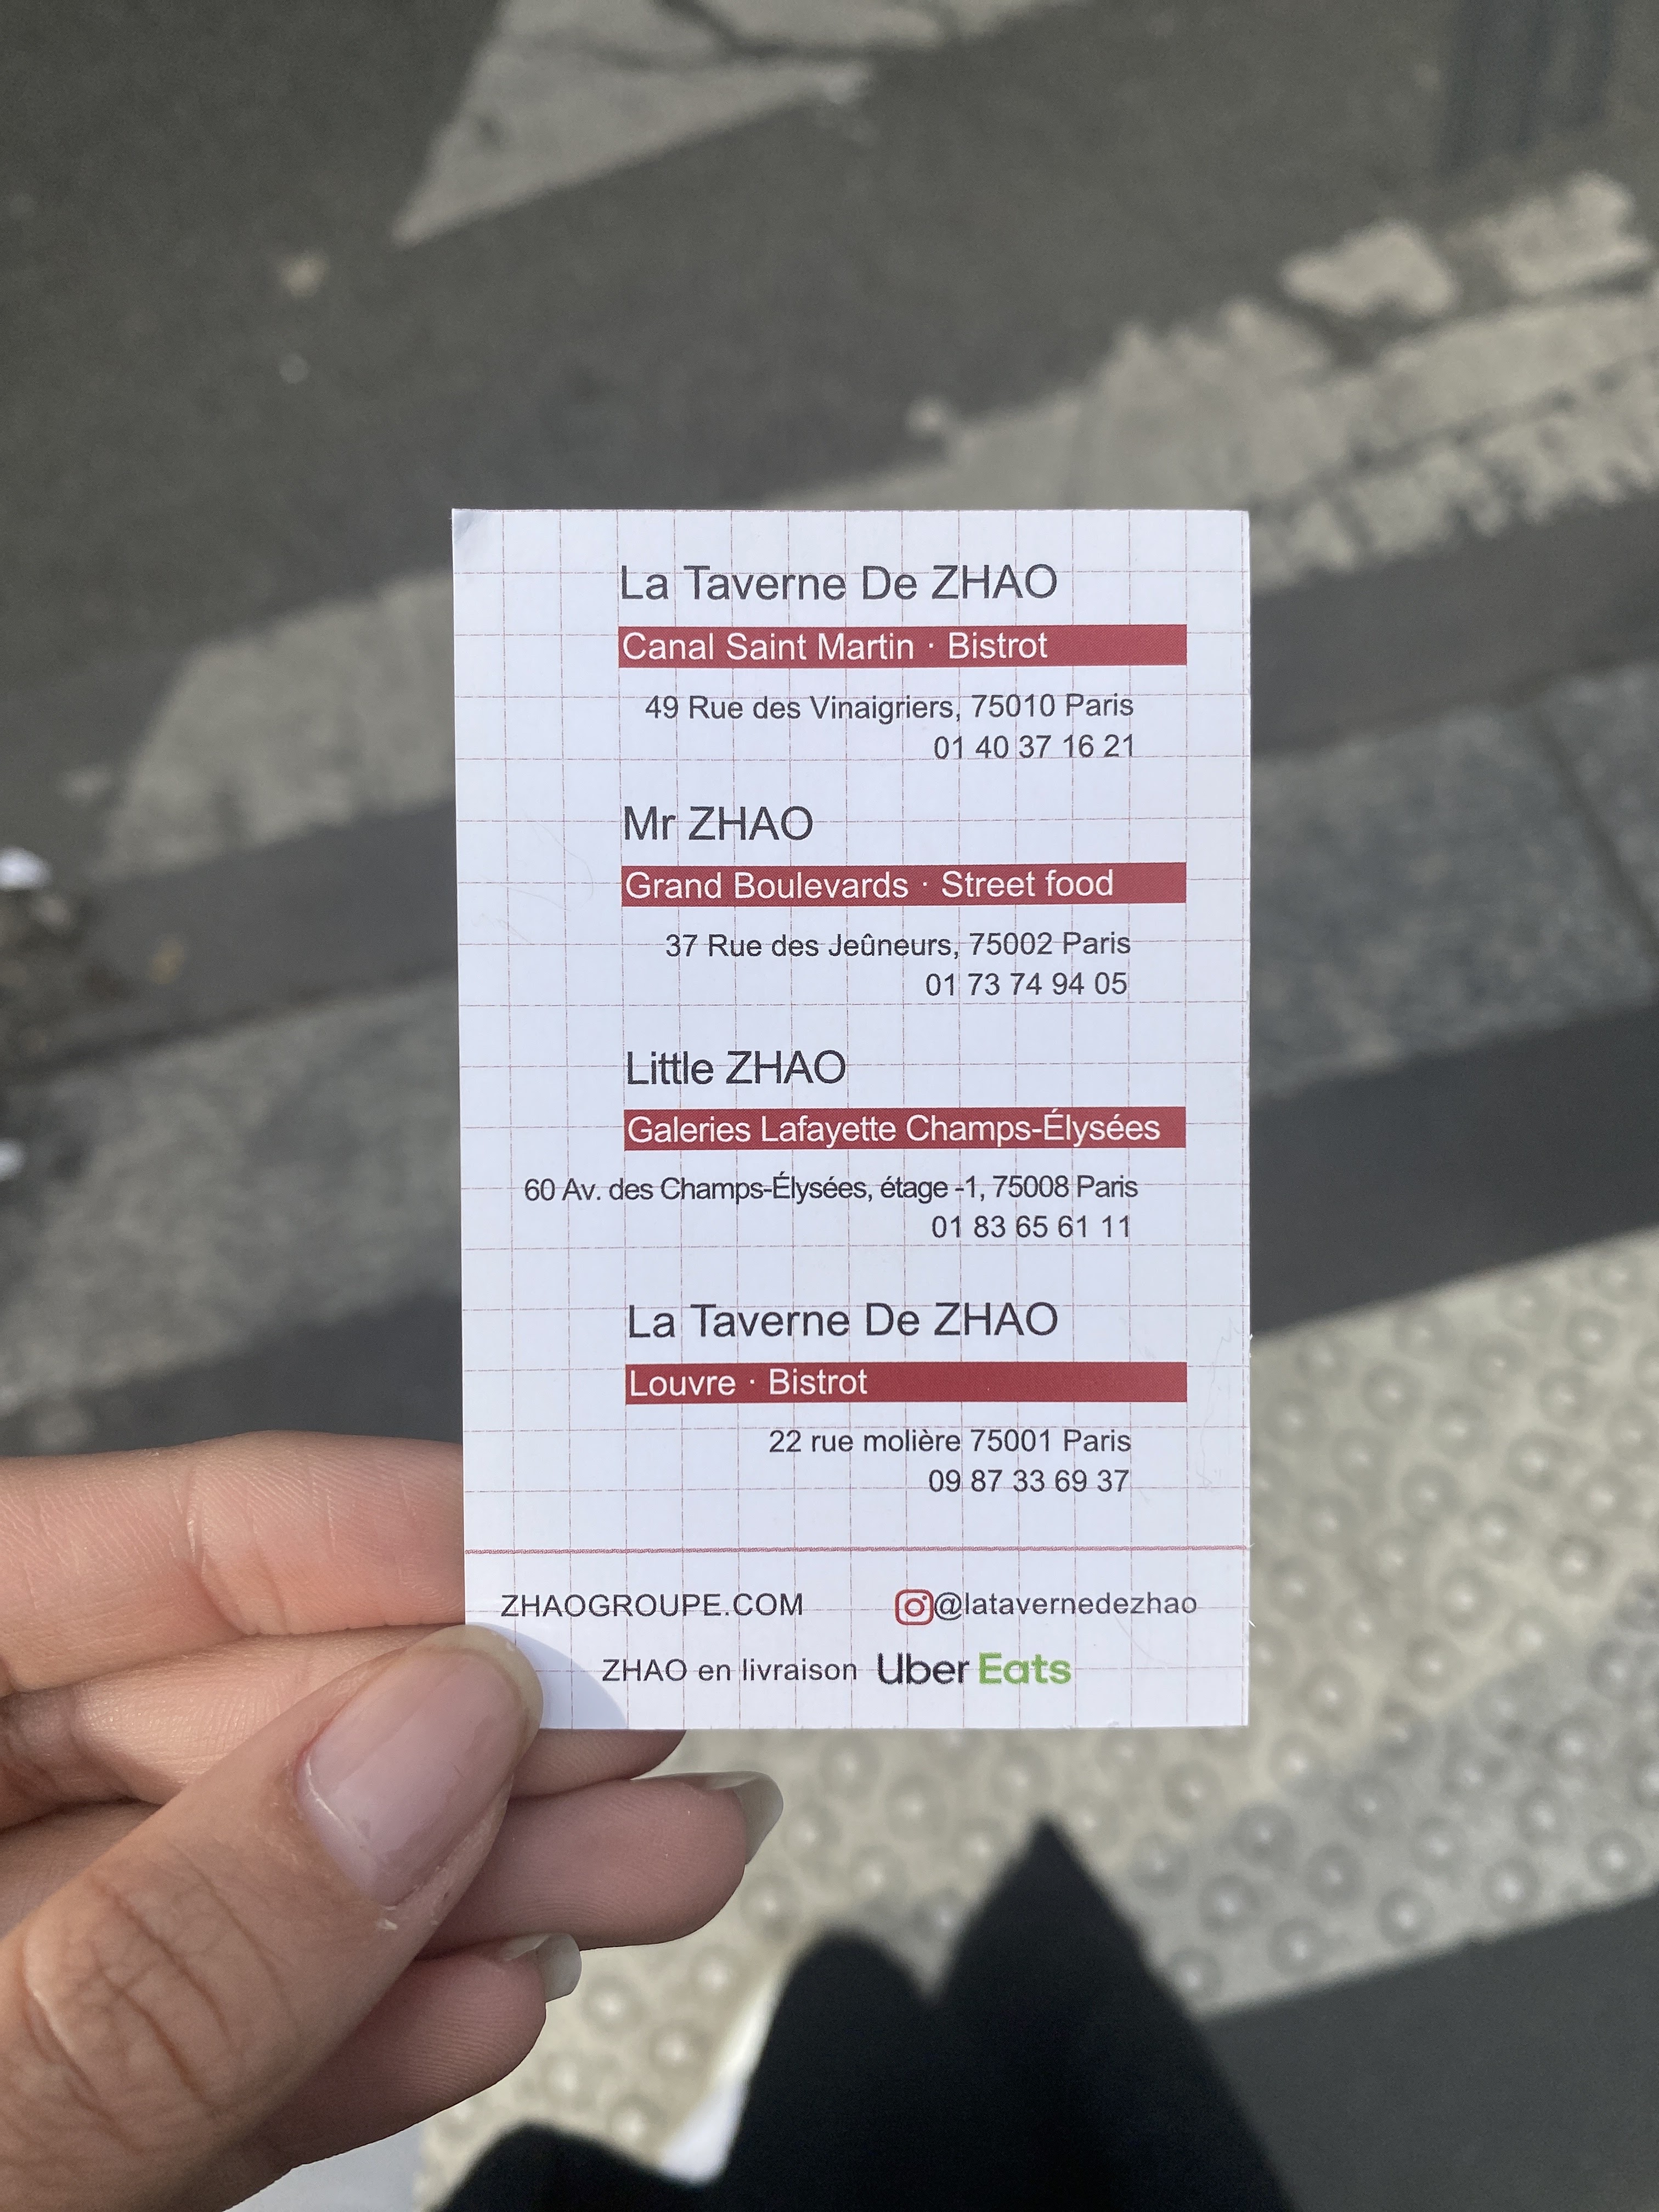 La Taverne De ZHAO
Canal Saint Martin · Bistrot
49 Rue des Vinaigriers, 75010 Paris
01 40 37 16 21
Mr ZHAO
Grand Boulevards · Street food
37 Rue des Jeûneurs, 75002 Paris
01 73 74 94 05
Little ZHAO
Galeries Lafayette Champs-Élysées
60 Av. des Champs-Élysées, étage -1, 75008 Paris
01 83 65 61 11
La Taverne De ZHAO
Louvre · Bistrot
22 rue molière 75001 Paris
09 87 33 69 37
ZHAOGROUPE.COM @latavernedezhao
ZHAO en livraison Uber Eats